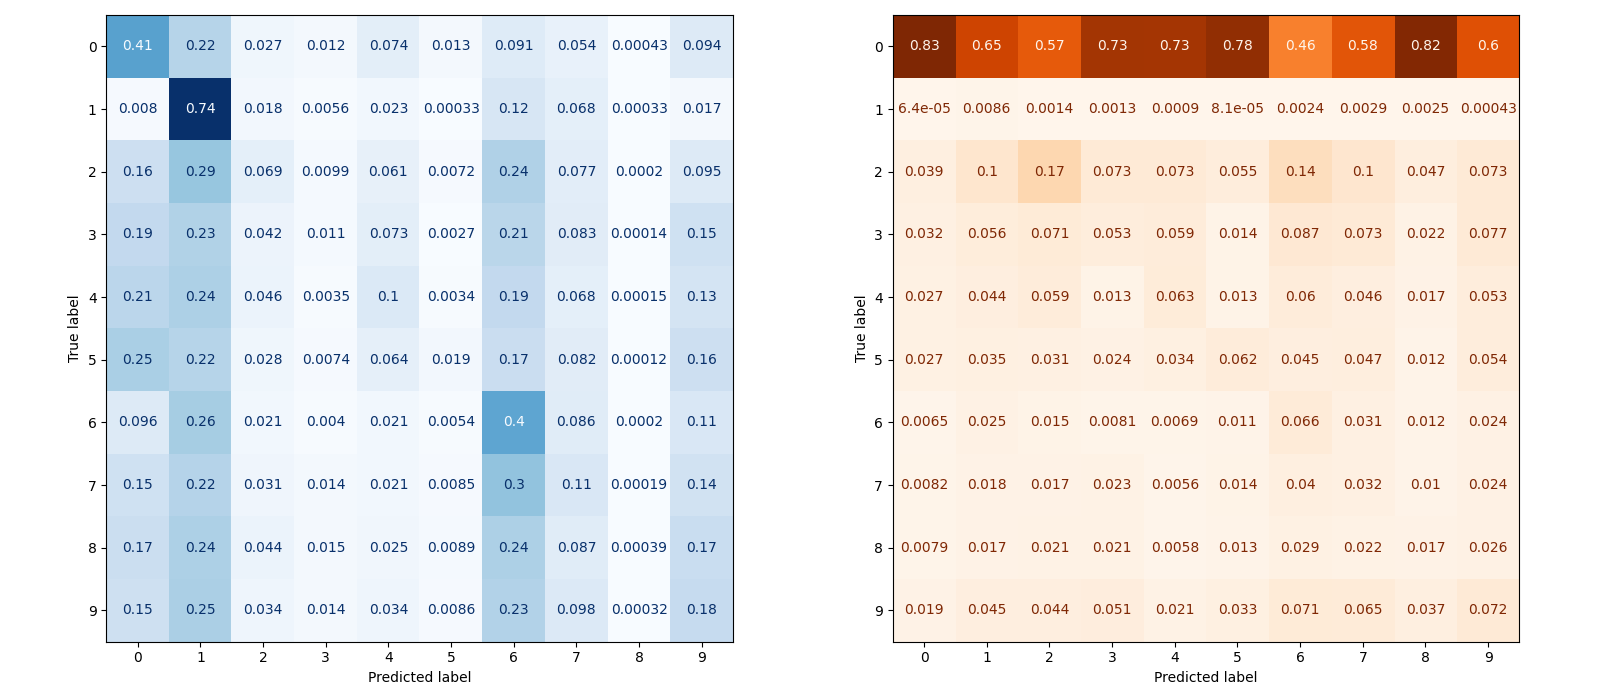 0 0.41 0.22 0.027 0.012 0.074 0.013 0.091 0.054 0.00043 0.094
1 0.008 0.74 0.018 0.0056 0.023 0.00033 0.12 0.068 0.00033 0.017
2 0.16 0.29 0.069 0.0099 0.061 0.0072 0.24 0.077 0.0002 0.095
3 0.19 0.23 0.042 0.011 0.073 0.0027 0.21 0.083 0.00014 0.15
4 0.21 0.24 0.046 0.0035 0.1 0.0034 0.19 0.068 0.00015 0.13
5 0.25 0.22 0.028 0.0074 0.064 0.019 0.17 0.082 0.00012 0.16
6 0.096 0.26 0.021 0.004 0.021 0.0054 0.4 0.086 0.0002 0.11
7 0.15 0.22 0.031 0.014 0.021 0.0085 0.3 0.11 0.00019 0.14
8 0.17 0.24 0.044 0.015 0.025 0.0089 0.24 0.087 0.00039 0.17
9 0.15 0.25 0.034 0.014 0.034 0.0086 0.23 0.098 0.00032 0.18
0 1 2 3 4 5 6 7 8 9
Predicted label
True label
0 0.83 0.65 0.57 0.73 0.73 0.78 0.46 0.58 0.82 0.6
1 6.4e-05 0.0086 0.0014 0.0013 0.0009 8.1e-05 0.0024 0.0029 0.0025 0.00043
2 0.039 0.1 0.17 0.073 0.073 0.055 0.14 0.1 0.047 0.073
3 0.032 0.056 0.071 0.053 0.059 0.014 0.087 0.073 0.022 0.077
4 0.027 0.044 0.059 0.013 0.063 0.013 0.06 0.046 0.017 0.053
5 0.027 0.035 0.031 0.024 0.034 0.062 0.045 0.047 0.012 0.054
6 0.0065 0.025 0.015 0.0081 0.0069 0.011 0.066 0.031 0.012 0.024
7 0.0082 0.018 0.017 0.023 0.0056 0.014 0.04 0.032 0.01 0.024
8 0.0079 0.017 0.021 0.021 0.0058 0.013 0.029 0.022 0.017 0.026
9 0.019 0.045 0.044 0.051 0.021 0.033 0.071 0.065 0.037 0.072
0 1 2 3 4 5 6 7 8 9
Predicted label
True label